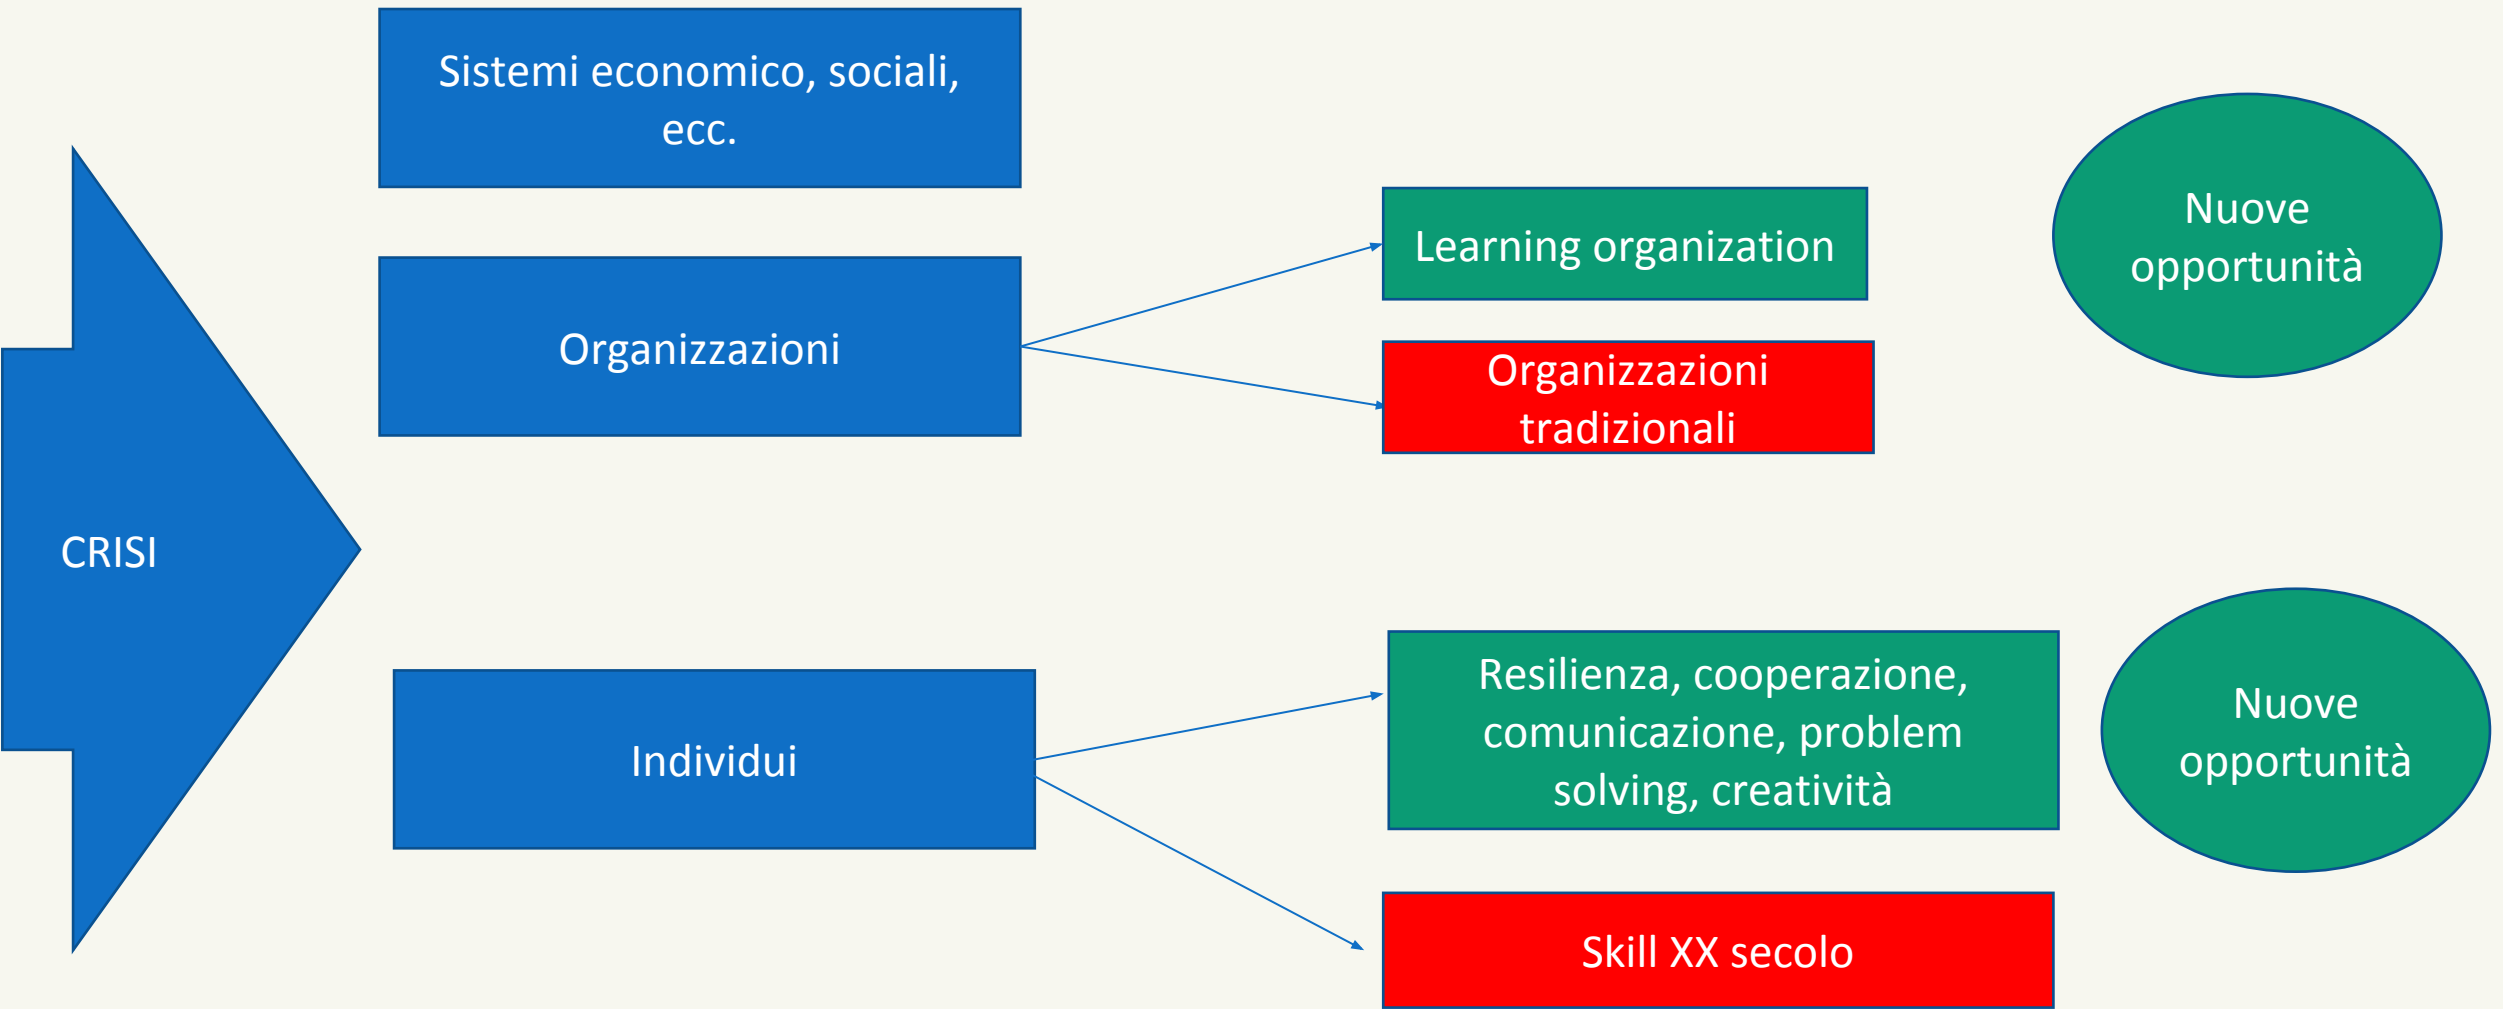 Sistemi economico, sociali,
ecc.
Learning organization
Nuove
opportunità
Organizzazioni
Organizzazioni
tradizionali
CRISI
Individui
Resilienza, cooperazione,
comunicazione, problem
solving, creatività
Nuove
opportunità
Skill XX secolo